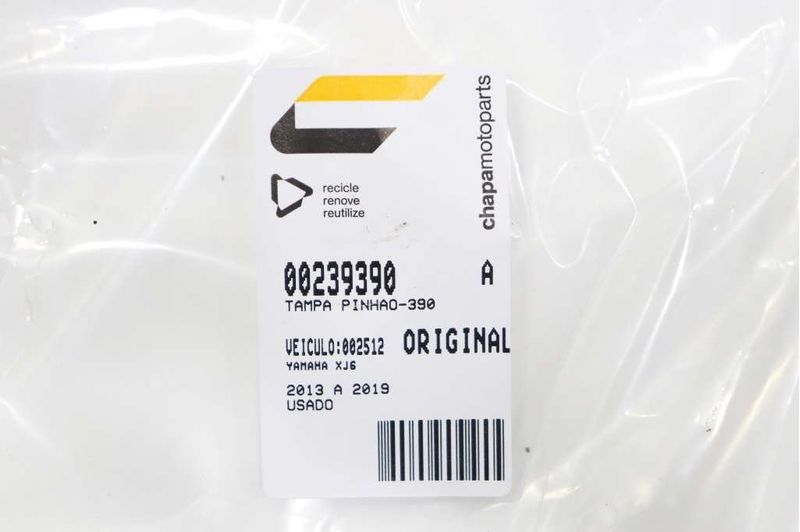 chapamotoparts
recicle
renove
reutilize
00239390 A
TAMPA PINHAO-390
VEICULO:002512 ORIGINAL
YAMAHA XJ6
2013 A 2019
USADO